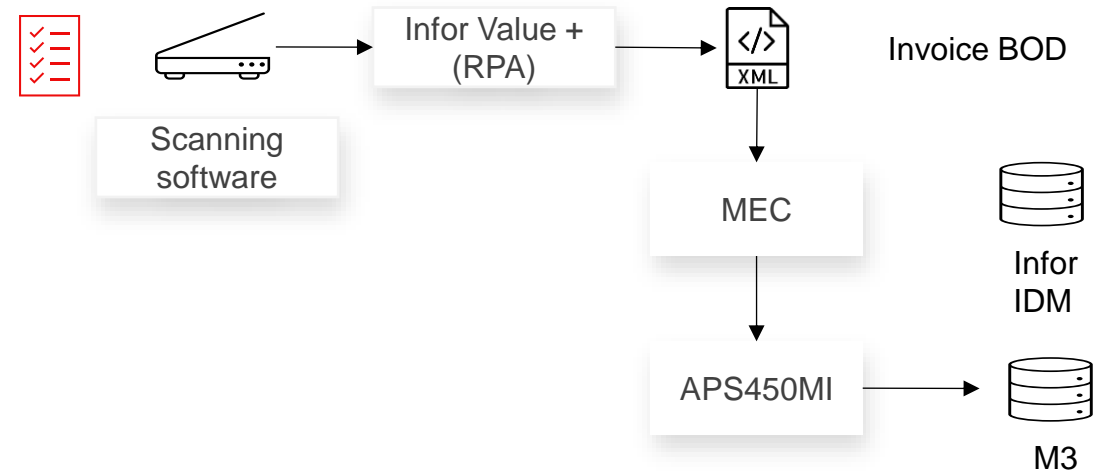 Infor Value +
(RPA)
</>
XML
Invoice BOD
Scanning
software
MEC
Infor
IDM
APS450MI
M3